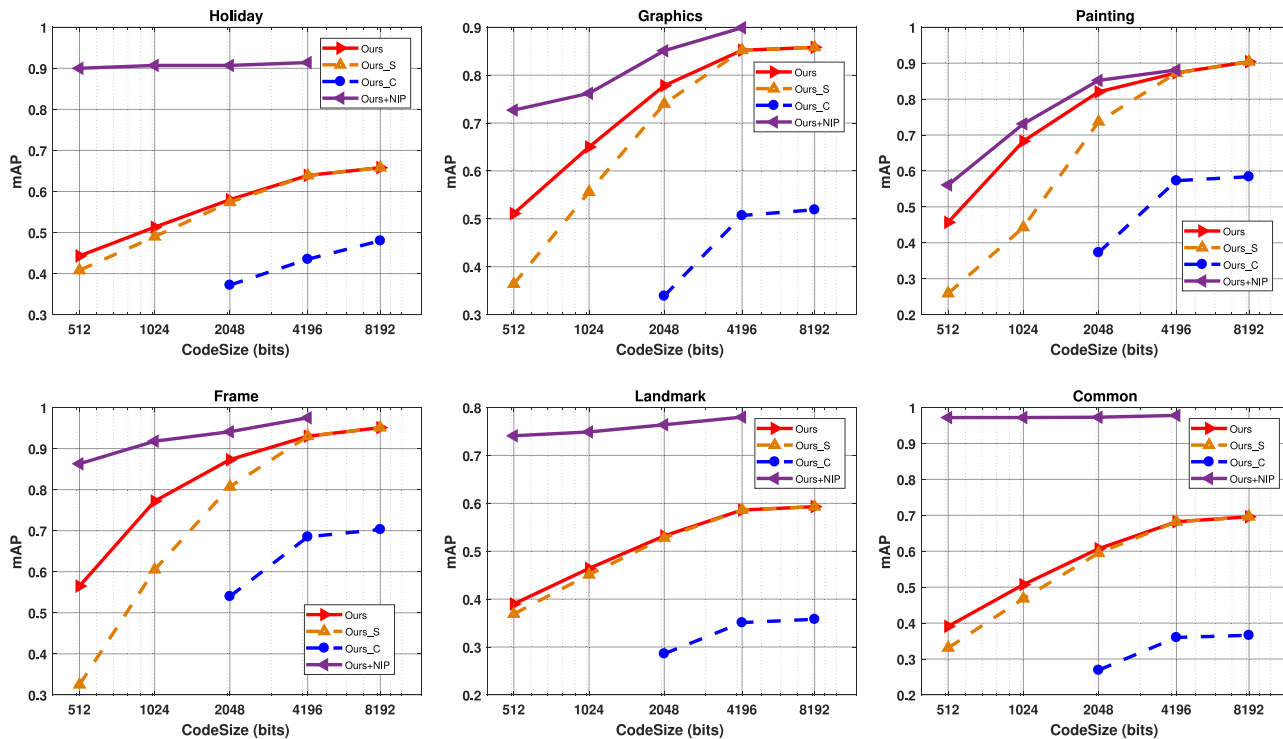 Holiday
1
0.9
0.8
0.7
0.6
0.5
0.4
0.3
mAP
512 1024 2048 4196 8192
CodeSize (bits)
Ours
Ours_S
Ours_C
Ours+NIP
Graphics
0.9
0.8
0.7
0.6
0.5
0.4
0.3
mAP
512 1024 2048 4196 8192
CodeSize (bits)
Ours
Ours_S
Ours_C
Ours+NIP
Painting
1
0.9
0.8
0.7
0.6
0.5
0.4
0.3
0.2
mAP
512 1024 2048 4196 8192
CodeSize (bits)
Ours
Ours_S
Ours_C
Ours+NIP
Frame
1
0.9
0.8
0.7
0.6
0.5
0.4
0.3
mAP
512 1024 2048 4196 8192
CodeSize (bits)
Ours
Ours_S
Ours_C
Ours+NIP
Landmark
0.8
0.7
0.6
0.5
0.4
0.3
0.2
mAP
512 1024 2048 4196 8192
CodeSize (bits)
Ours
Ours_S
Ours_C
Ours+NIP
Common
1
0.9
0.8
0.7
0.6
0.5
0.4
0.3
0.2
mAP
512 1024 2048 4196 8192
CodeSize (bits)
Ours
Ours_S
Ours_C
Ours+NIP